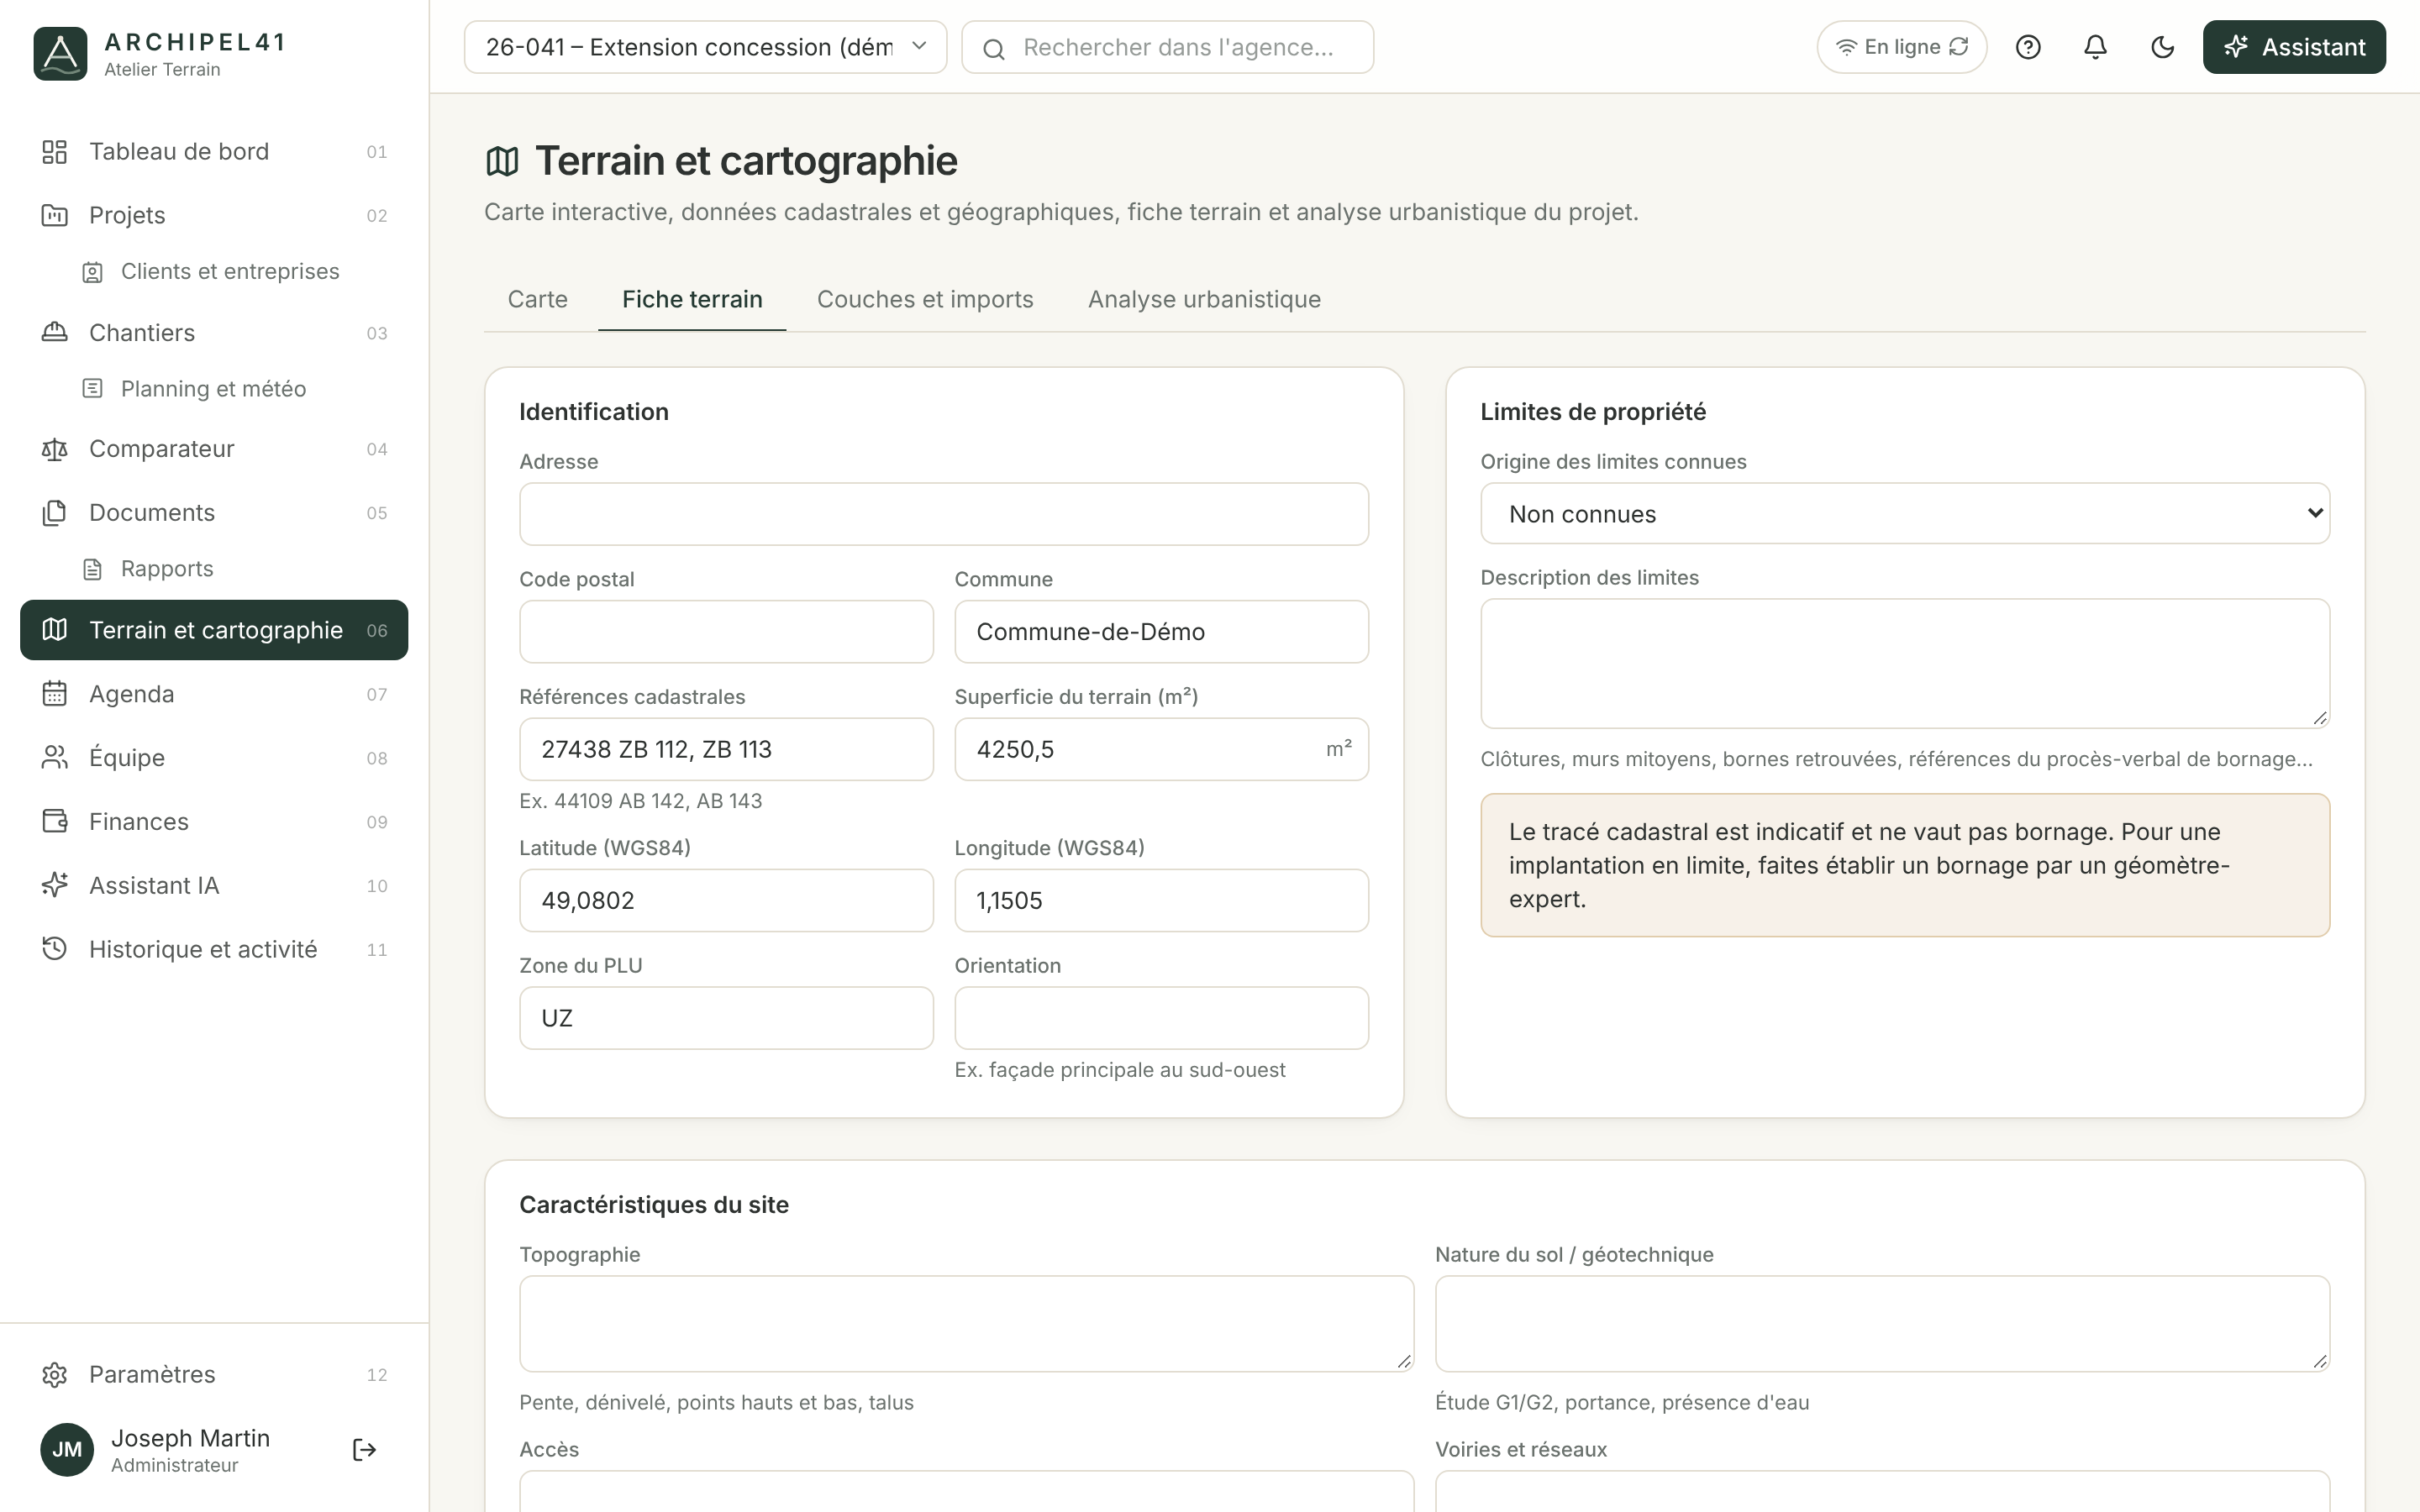 ARCHIPEL41
Atelier Terrain
Tableau de bord 01
Projets 02
Clients et entreprises
Chantiers 03
Planning et météo
Comparateur 04
Documents 05
Rapports
Terrain et cartographie 06
Agenda 07
Équipe 08
Finances 09
Assistant IA 10
Historique et activité 11
Paramètres 12
JM
Joseph Martin
Administrateur
26-041 – Extension concession (dém
Rechercher dans l'agence...
En ligne
Assistant
Terrain et cartographie
Carte interactive, données cadastrales et géographiques, fiche terrain et analyse urbanistique du projet.
Carte
Fiche terrain
Couches et imports
Analyse urbanistique
Identification
Adresse
Code postal
Commune
Commune-de-Démo
Références cadastrales
Superficie du terrain (m²)
27438 ZB 112, ZB 113
4250,5 m²
Ex. 44109 AB 142, AB 143
Latitude (WGS84)
Longitude (WGS84)
49,0802
1,1505
Zone du PLU
Orientation
UZ
Ex. façade principale au sud-ouest
Limites de propriété
Origine des limites connues
Non connues
Description des limites
Clôtures, murs mitoyens, bornes retrouvées, références du procès-verbal de bornage...
Le tracé cadastral est indicatif et ne vaut pas bornage. Pour une
implantation en limite, faites établir un bornage par un géomètre-
expert.
Caractéristiques du site
Topographie
Nature du sol / géotechnique
Pente, dénivelé, points hauts et bas, talus
Étude G1/G2, portance, présence d'eau
Accès
Voiries et réseaux